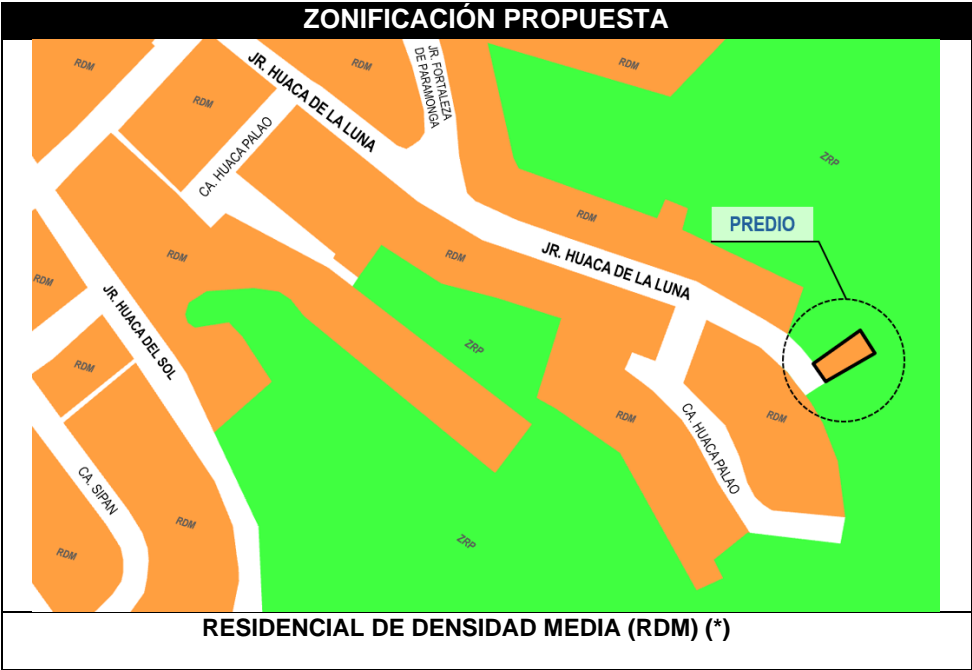 ZONIFICACIÓN PROPUESTA
RDM
JR. HUACA DE LA LUNA
RDM
JR. FORTALEZA
DE PARAMONGA
RDM
RDM
CA. HUACA PALAO
ZRP
RDM
PREDIO
RDM
RDM
JR. HUACA DE LA LUNA
RDM
JR. HUACA DEL SOL
ZRP
RDM
RDM
CA. HUACA PALAO
RDM
CA. SIPAN
RDM
ZRP
RDM
RESIDENCIAL DE DENSIDAD MEDIA (RDM) (*)